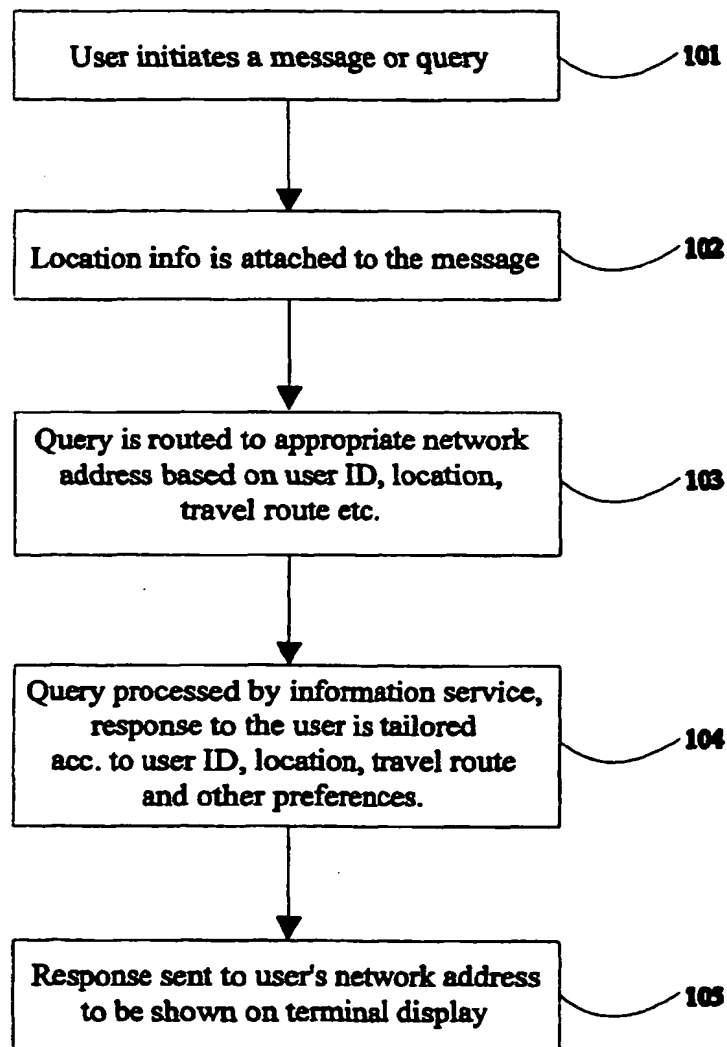 User initiates a message or query
101
Location info is attached to the message
102
Query is routed to appropriate network
address based on user ID, location,
travel route etc.
103
Query processed by information service,
response to the user is tailored
acc. to user ID, location, travel route
and other preferences.
104
Response sent to user's network address
to be shown on terminal display
105